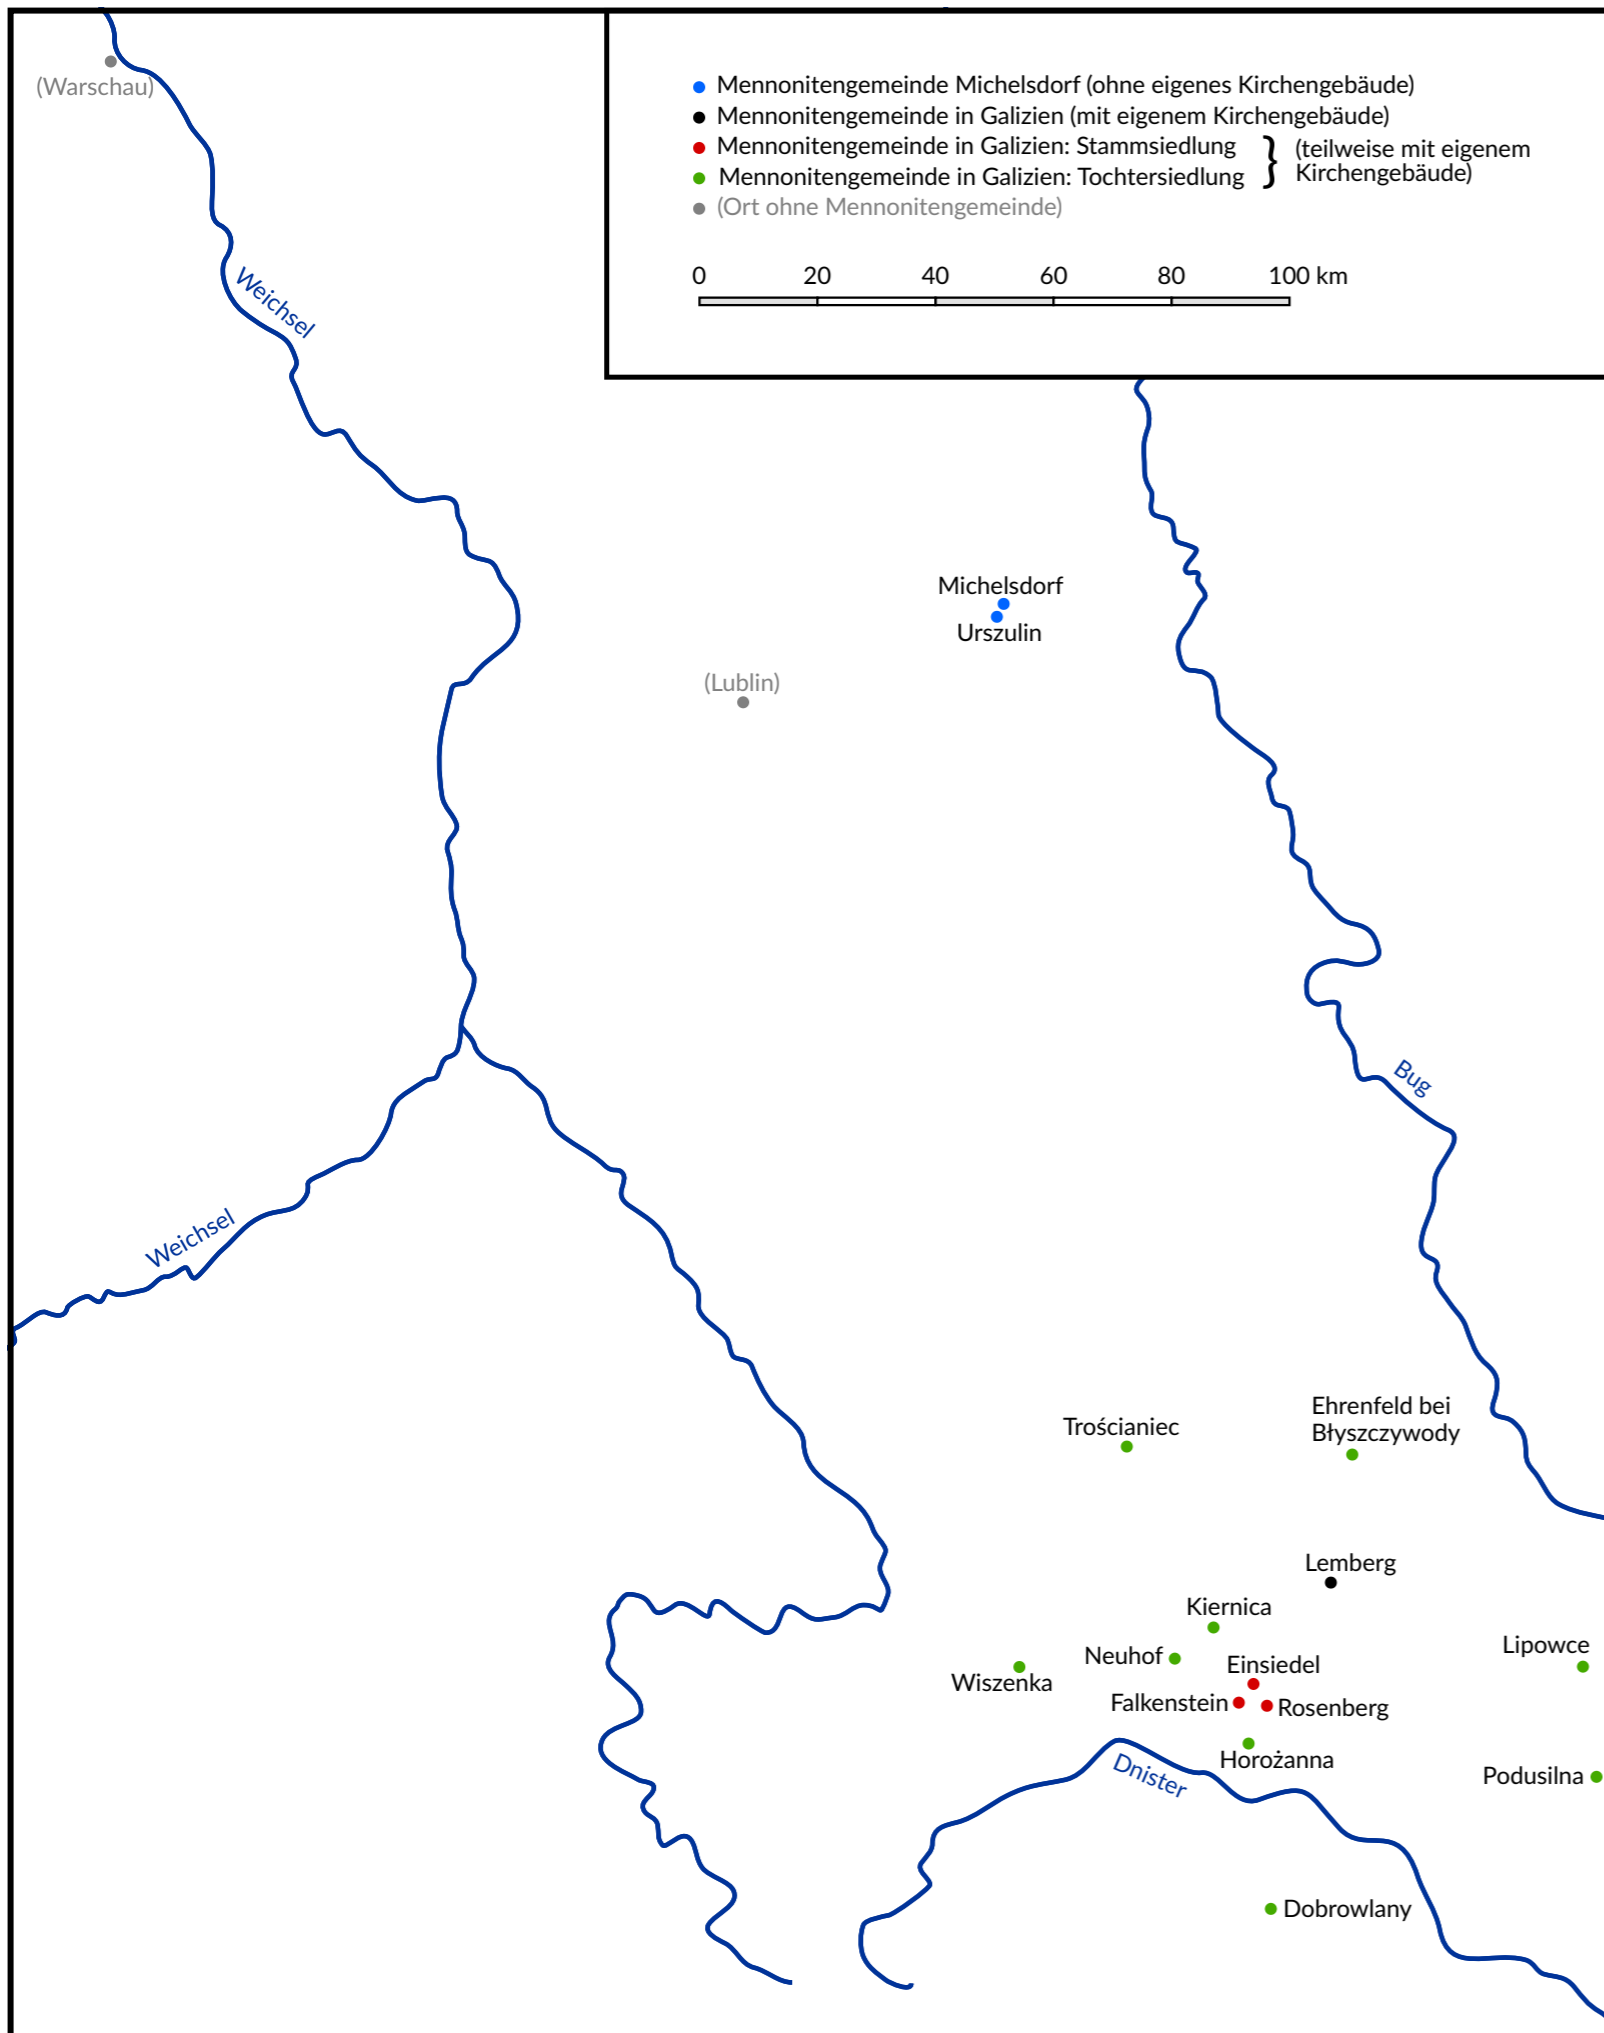 (Warschau)
Mennonitengemeinde Michelsdorf (ohne eigenes Kirchengebäude)
Mennonitengemeinde in Galizien (mit eigenem Kirchengebäude)
Mennonitengemeinde in Galizien: Stammsiedlung
Mennonitengemeinde in Galizien: Tochtersiedlung
} (teilweise mit eigenem
Kirchengebäude)
(Ort ohne Mennonitengemeinde)
0 20 40 60 80 100 km
Weichsel
Michelsdorf
Urszulin
(Lublin)
Bug
Weichsel
Ehrenfeld bei
Błyszczywody
Trościaniec
Lemberg
Kiernica
Lipowce
Neuhof
Einsiedel
Wiszenka
Falkenstein
Rosenberg
Horożanna
Dnister
Podusilna
Dobrowlany